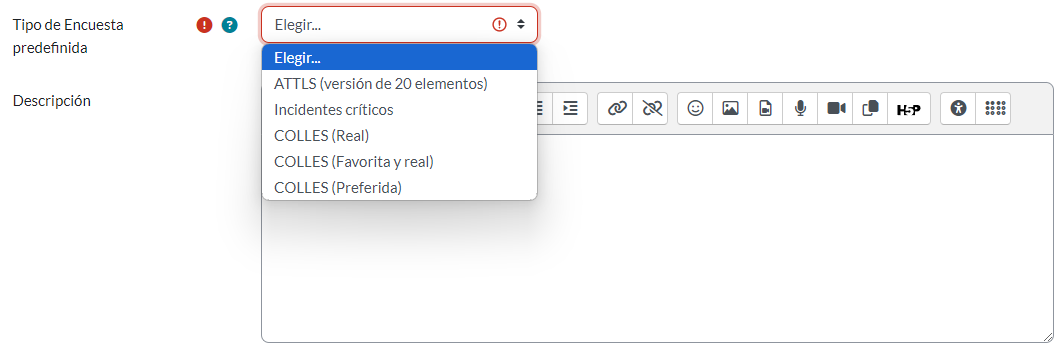 Tipo de Encuesta
predefinida
!
?
Elegir...
Elegir...
ATTLS (versión de 20 elementos)
Incidentes críticos
COLLES (Real)
COLLES (Favorita y real)
COLLES (Preferida)
Descripción
H5P